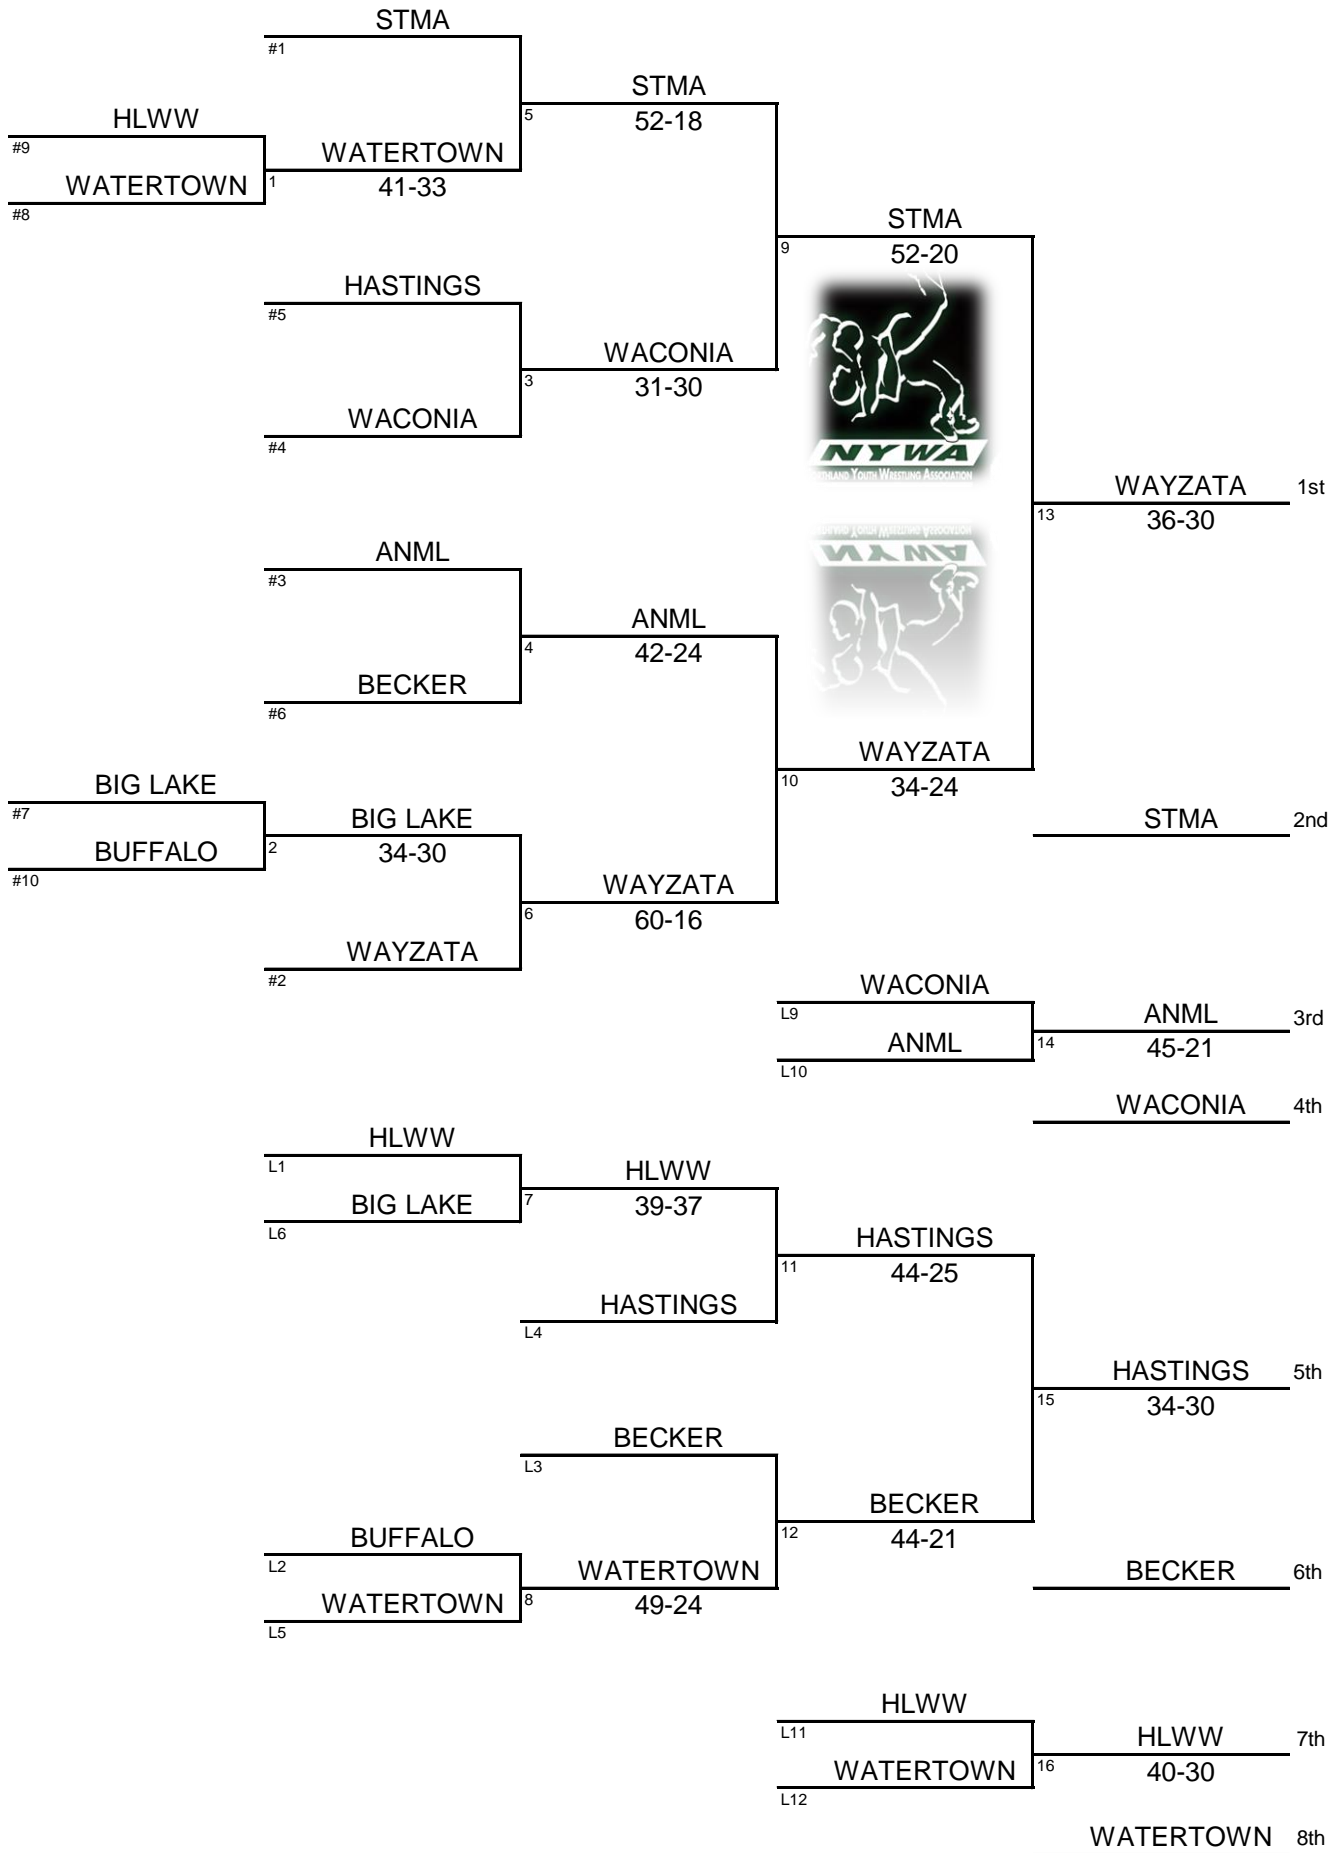 STMA
#1
STMA
5
52-18
HLWW
#9
WATERTOWN
WATERTOWN
1
41-33
#8
STMA
9
52-20
HASTINGS
#5
WACONIA
3
31-30
WACONIA
#4
NYWA
YOUTH WRESTLING ASSOCIATION
WAYZATA 1st
13
36-30
ANML
#3
ANML
4
42-24
BECKER
#6
WAYZATA
10
34-24
BIG LAKE
#7
BIG LAKE
STMA 2nd
BUFFALO
2
34-30
#10
WAYZATA
6
60-16
WAYZATA
#2
WACONIA
L9
ANML 3rd
ANML
14
45-21
L10
WACONIA 4th
HLWW
L1
HLWW
BIG LAKE
7
39-37
L6
HASTINGS
11
44-25
HASTINGS
L4
HASTINGS 5th
15
34-30
BECKER
L3
BECKER
12
44-21
BUFFALO
L2
WATERTOWN
BECKER 6th
WATERTOWN
8
49-24
L5
HLWW
L11
HLWW 7th
WATERTOWN
16
40-30
L12
WATERTOWN 8th